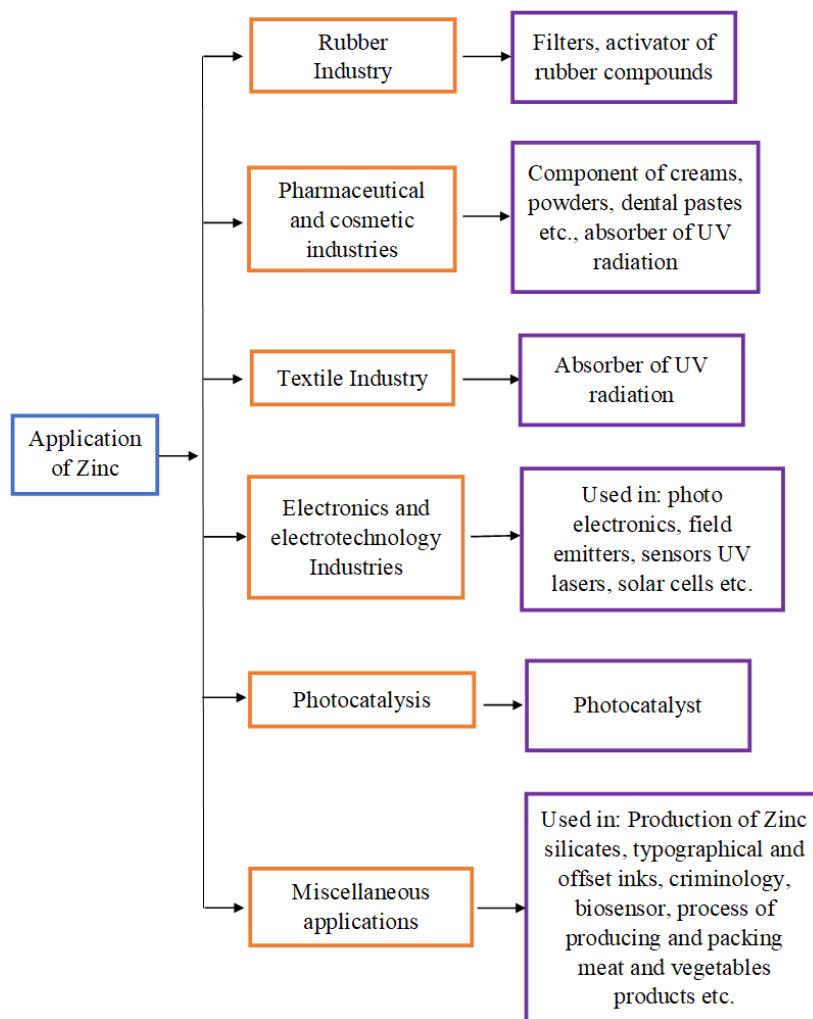 Rubber
Industry
Filters, activator of
rubber compounds
Pharmaceutical
and cosmetic
industries
Component of creams,
powders, dental pastes
etc., absorber of UV
radiation
Textile Industry
Absorber of UV
radiation
Application
of Zinc
Electronics and
electrotechnology
Industries
Used in: photo
electronics, field
emitters, sensors UV
lasers, solar cells etc.
Photocatalysis
Photocatalyst
Miscellaneous
applications
Used in: Production of Zinc
silicates, typographical and
offset inks, criminology,
biosensor, process of
producing and packing
meat and vegetables
products etc.